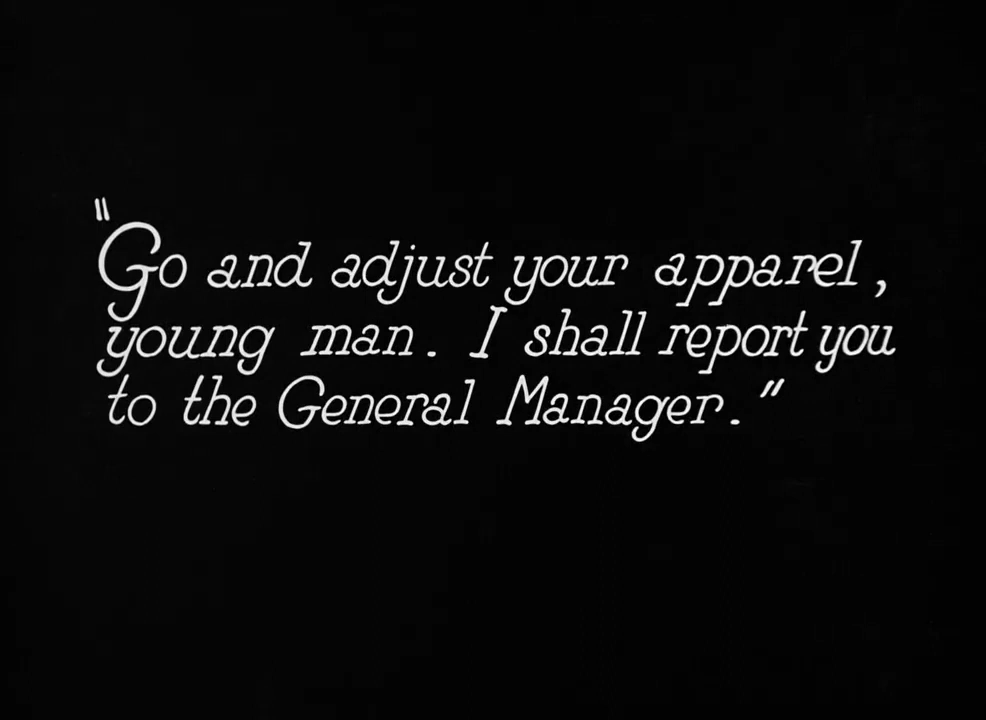 "Go and adjust your apparel,
young man. I shall report you
to the General Manager."